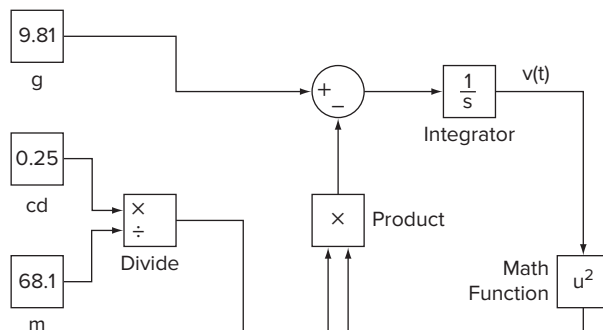 9.81
g
+
−
1
s
v(t)
Integrator
0.25
cd
×
÷
Divide
×
Product
68.1
m
Math
Function
u²